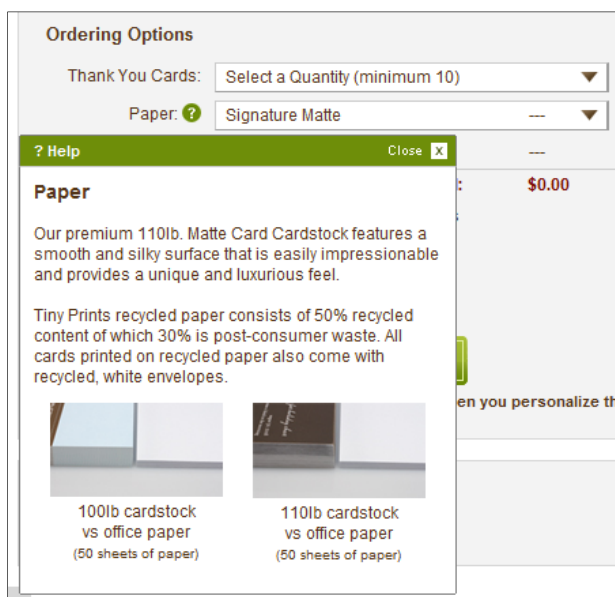 Ordering Options
Thank You Cards: Select a Quantity (minimum 10)
Paper: ? Signature Matte ---
? Help Close X
---
Paper
: $0.00
Our premium 110lb. Matte Card Cardstock features a
smooth and silky surface that is easily impressionable
and provides a unique and luxurious feel.
Tiny Prints recycled paper consists of 50% recycled
content of which 30% is post-consumer waste. All
cards printed on recycled paper also come with
recycled, white envelopes.
en you personalize th
100lb cardstock
vs office paper
(50 sheets of paper)
110lb cardstock
vs office paper
(50 sheets of paper)